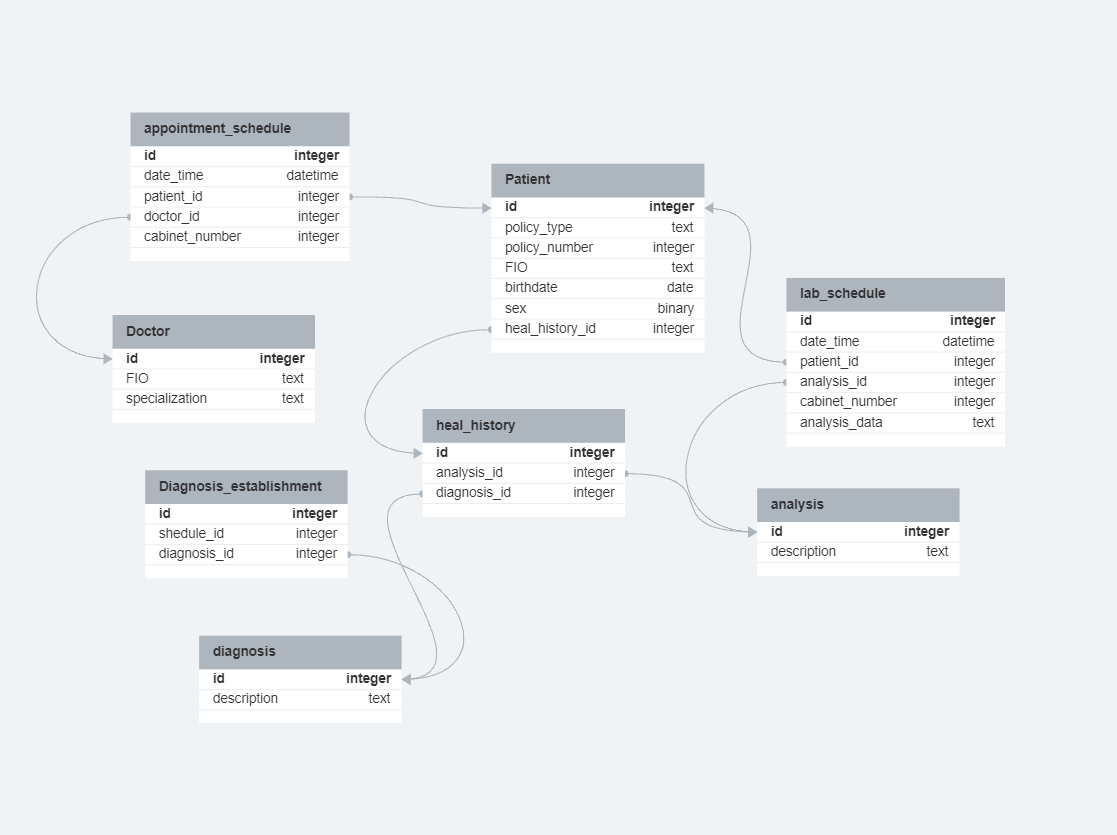 appointment_schedule
id integer
date_time datetime
patient_id integer
doctor_id integer
cabinet_number integer
Patient
id integer
policy_type text
policy_number integer
FIO text
birthdate date
sex binary
heal_history_id integer
lab_schedule
id integer
date_time datetime
patient_id integer
analysis_id integer
cabinet_number integer
analysis_data text
Doctor
id integer
FIO text
specialization text
heal_history
id integer
analysis_id integer
diagnosis_id integer
Diagnosis_establishment
id integer
shedule_id integer
diagnosis_id integer
analysis
id integer
description text
diagnosis
id integer
description text